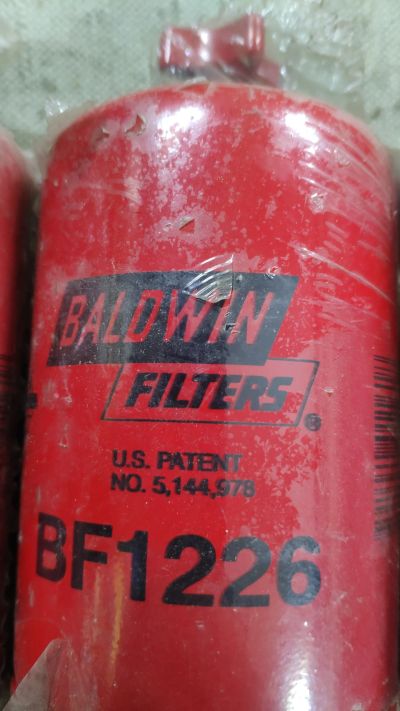 BALDWIN
FILTERS
®
U.S. PATENT
NO. 5,144,978
BF1226